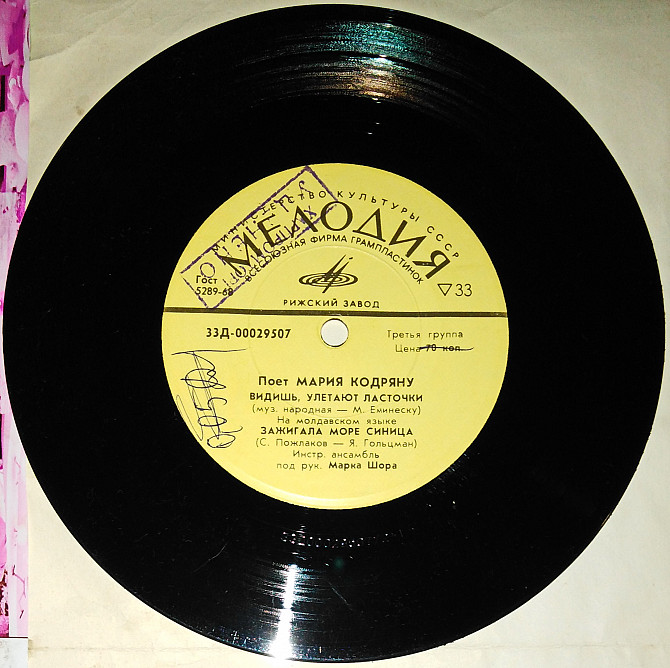 МИНИСТЕРСТВО КУЛЬТУРЫ СССР
МЕЛОДИЯ
ВСЕСОЮЗНАЯ ФИРМА ГРАМПЛАСТИНОК
Гост
5289-68
33
РИЖСКИЙ ЗАВОД
33Д-00029507
Третья группа
Цена 70 коп.
Поет МАРИЯ КОДРЯНУ
ВИДИШЬ, УЛЕТАЮТ ЛАСТОЧКИ
(муз. народная — М. Еминеску)
На молдавском языке
ЗАЖИГАЛА МОРЕ СИНИЦА
(С. Пожлаков — Я. Гольцман)
Инстр. ансамбль
под рук. Марка Шора